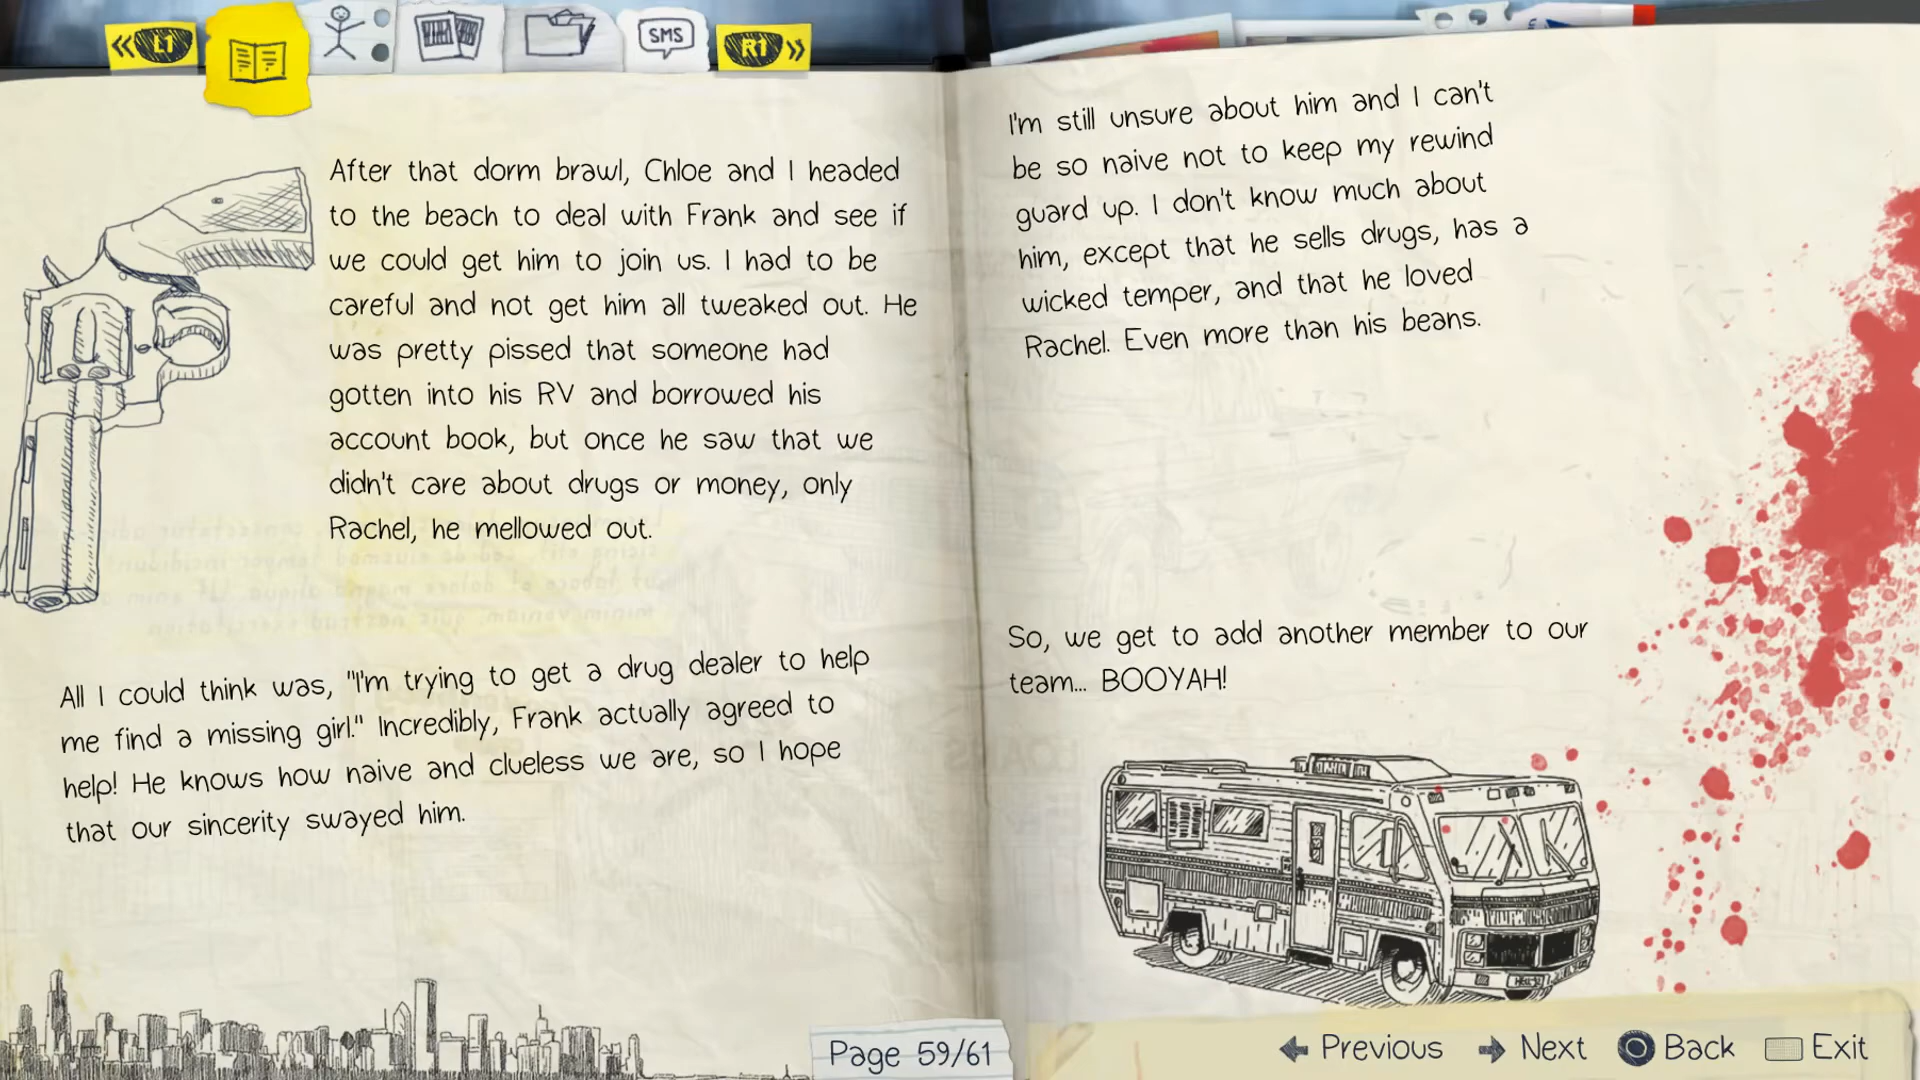 L1
SMS
R1
After that dorm brawl, Chloe and I headed
to the beach to deal with Frank and see if
we could get him to join us. I had to be
careful and not get him all tweaked out. He
was pretty pissed that someone had
gotten into his RV and borrowed his
account book, but once he saw that we
didn't care about drugs or money, only
Rachel, he mellowed out.
All I could think was, "I'm trying to get a drug dealer to help
me find a missing girl." Incredibly, Frank actually agreed to
help! He knows how naive and clueless we are, so I hope
that our sincerity swayed him.
I'm still unsure about him and I can't
be so naive not to keep my rewind
guard up. I don't know much about
him, except that he sells drugs, has a
wicked temper, and that he loved
Rachel. Even more than his beans.
So, we get to add another member to our
team... BOOYAH!
Page 59/61
Previous
Next
Back
Exit